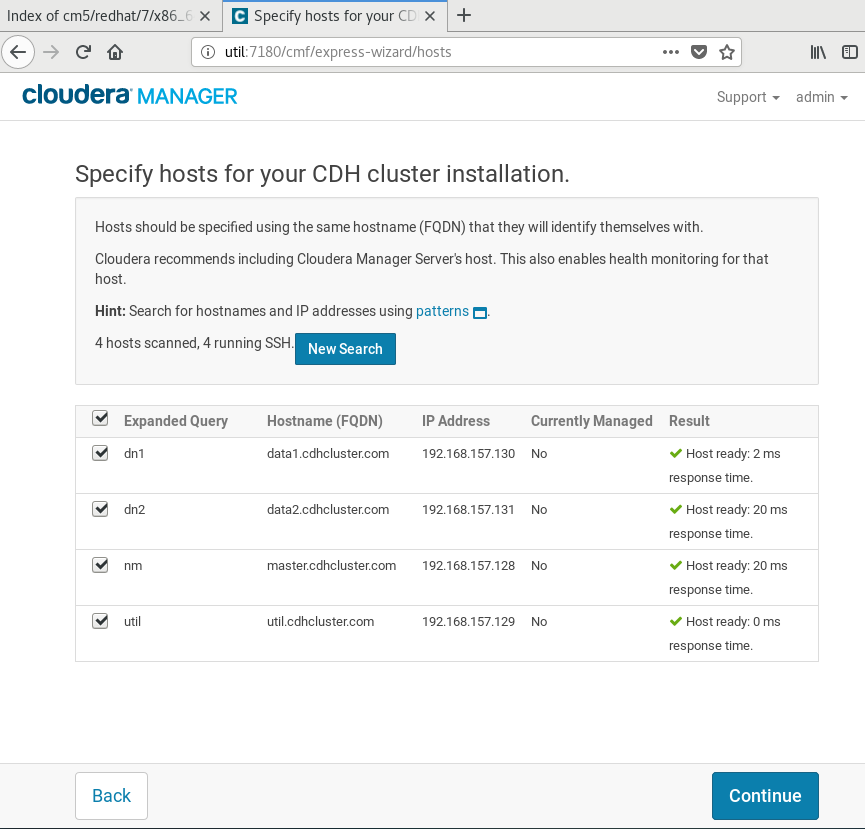 Index of cm5/redhat/7/x86_6
Specify hosts for your CD
util:7180/cmf/express-wizard/hosts
cloudera MANAGER
Support
admin
Specify hosts for your CDH cluster installation.
Hosts should be specified using the same hostname (FQDN) that they will identify themselves with.
Cloudera recommends including Cloudera Manager Server's host. This also enables health monitoring for that
host.
Hint: Search for hostnames and IP addresses using patterns .
4 hosts scanned, 4 running SSH. New Search
Expanded Query Hostname (FQDN) IP Address Currently Managed Result
dn1 data1.cdhcluster.com 192.168.157.130 No Host ready: 2 ms
response time.
dn2 data2.cdhcluster.com 192.168.157.131 No Host ready: 20 ms
response time.
nm master.cdhcluster.com 192.168.157.128 No Host ready: 20 ms
response time.
util util.cdhcluster.com 192.168.157.129 No Host ready: 0 ms
response time.
Back
Continue